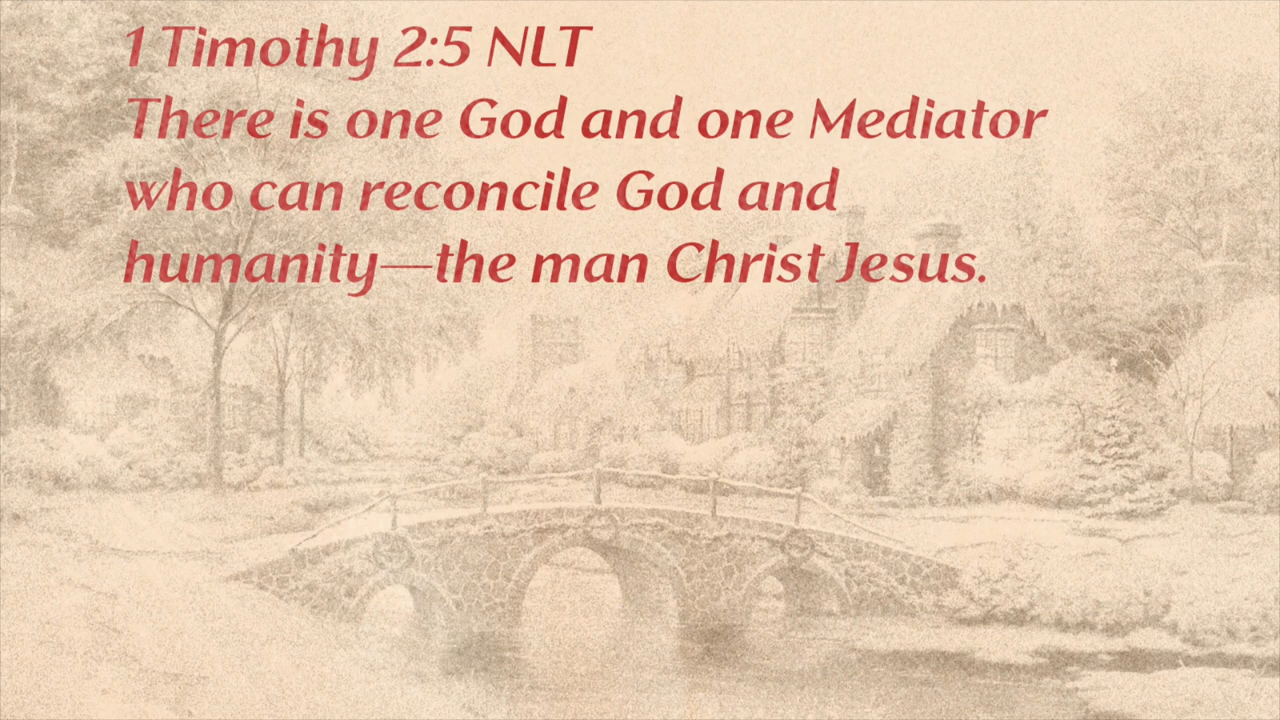 1 Timothy 2:5 NLT
There is one God and one Mediator
who can reconcile God and
humanity—the man Christ Jesus.